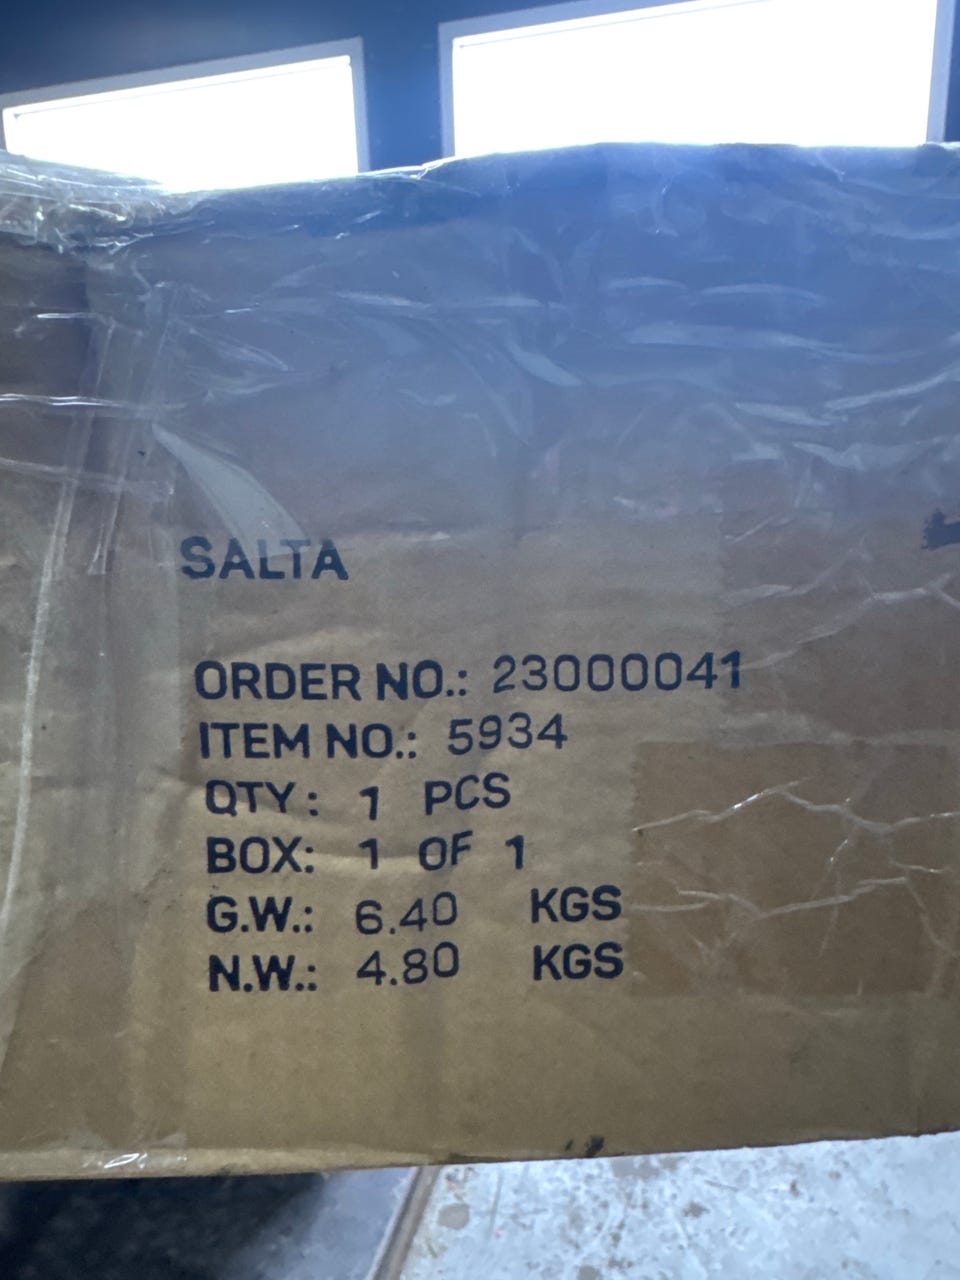 SALTA
ORDER NO.: 23000041
ITEM NO.: 5934
QTY: 1 PCS
BOX: 1 OF 1
G.W.: 6.40 KGS
N.W.: 4.80 KGS